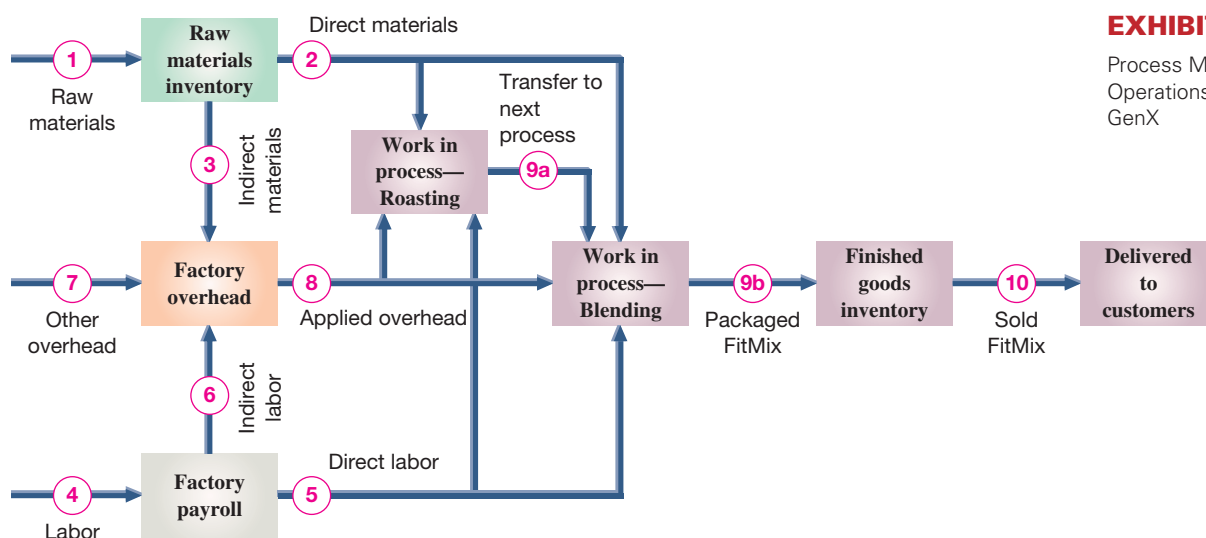 EXHIBIT
Process M
Operations
GenX
1
Raw
materials
Raw
materials
inventory
2
Direct materials
3
Indirect
materials
Work in
process—
Roasting
Transfer to
next
process
9a
7
Other
overhead
Factory
overhead
8
Applied overhead
Work in
process—
Blending
9b
Packaged
FitMix
Finished
goods
inventory
10
Sold
FitMix
Delivered
to
customers
6
Indirect
labor
4
Labor
Factory
payroll
5
Direct labor